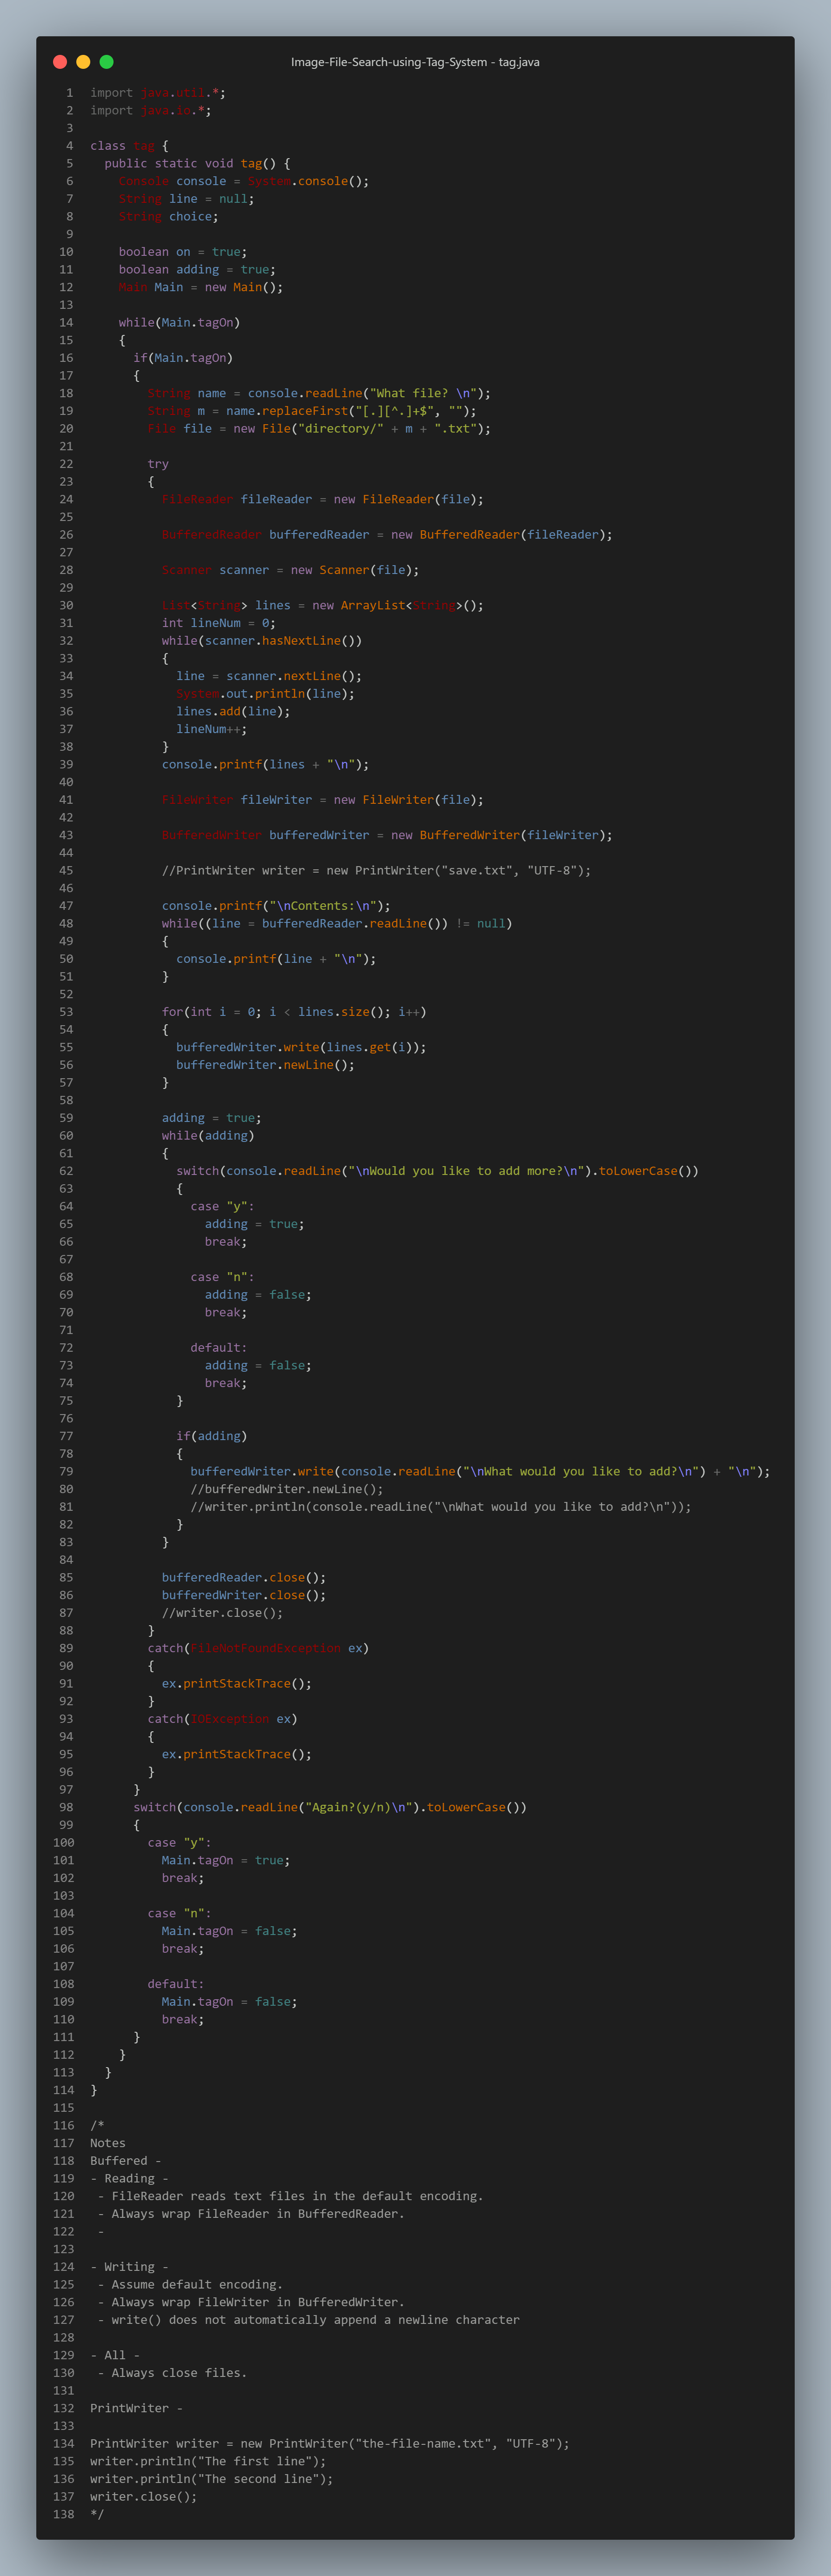 Image-File-Search-using-Tag-System - tag.java
1 import java.util.*;
2 import java.io.*;
3
4 class tag {
5   public static void tag() {
6     Console console = System.console();
7     String line = null;
8     String choice;
9
10     boolean on = true;
11     boolean adding = true;
12     Main Main = new Main();
13
14     while(Main.tagOn)
15     {
16       if(Main.tagOn)
17       {
18         String name = console.readLine("What file? \n");
19         String m = name.replaceFirst("[.][^.]+$", "");
20         File file = new File("directory/" + m + ".txt");
21
22         try
23         {
24           FileReader fileReader = new FileReader(file);
25
26           BufferedReader bufferedReader = new BufferedReader(fileReader);
27
28           Scanner scanner = new Scanner(file);
29
30           List<String> lines = new ArrayList<String>();
31           int lineNum = 0;
32           while(scanner.hasNextLine())
33           {
34             line = scanner.nextLine();
35             System.out.println(line);
36             lines.add(line);
37             lineNum++;
38           }
39           console.printf(lines + "\n");
40
41           FileWriter fileWriter = new FileWriter(file);
42
43           BufferedWriter bufferedWriter = new BufferedWriter(fileWriter);
44
45           //PrintWriter writer = new PrintWriter("save.txt", "UTF-8");
46
47           console.printf("\nContents:\n");
48           while((line = bufferedReader.readLine()) != null)
49           {
50             console.printf(line + "\n");
51           }
52
53           for(int i = 0; i < lines.size(); i++)
54           {
55             bufferedWriter.write(lines.get(i));
56             bufferedWriter.newLine();
57           }
58
59           adding = true;
60           while(adding)
61           {
62             switch(console.readLine("\nWould you like to add more?\n").toLowerCase())
63             {
64               case "y":
65                 adding = true;
66                 break;
67
68               case "n":
69                 adding = false;
70                 break;
71
72               default:
73                 adding = false;
74                 break;
75             }
76
77             if(adding)
78             {
79               bufferedWriter.write(console.readLine("\nWhat would you like to add?\n") + "\n");
80               //bufferedWriter.newLine();
81               //writer.println(console.readLine("\nWhat would you like to add?\n"));
82             }
83           }
84
85           bufferedReader.close();
86           bufferedWriter.close();
87           //writer.close();
88         }
89         catch(FileNotFoundException ex)
90         {
91           ex.printStackTrace();
92         }
93         catch(IOException ex)
94         {
95           ex.printStackTrace();
96         }
97       }
98       switch(console.readLine("Again?(y/n)\n").toLowerCase())
99       {
100         case "y":
101           Main.tagOn = true;
102           break;
103
104         case "n":
105           Main.tagOn = false;
106           break;
107
108         default:
109           Main.tagOn = false;
110           break;
111       }
112     }
113   }
114 }
115
116 /*
117 Notes
118 Buffered -
119 - Reading -
120  - FileReader reads text files in the default encoding.
121  - Always wrap FileReader in BufferedReader.
122  -
123
124 - Writing -
125  - Assume default encoding.
126  - Always wrap FileWriter in BufferedWriter.
127  - write() does not automatically append a newline character
128
129 - All -
130  - Always close files.
131
132 PrintWriter -
133
134 PrintWriter writer = new PrintWriter("the-file-name.txt", "UTF-8");
135 writer.println("The first line");
136 writer.println("The second line");
137 writer.close();
138 */